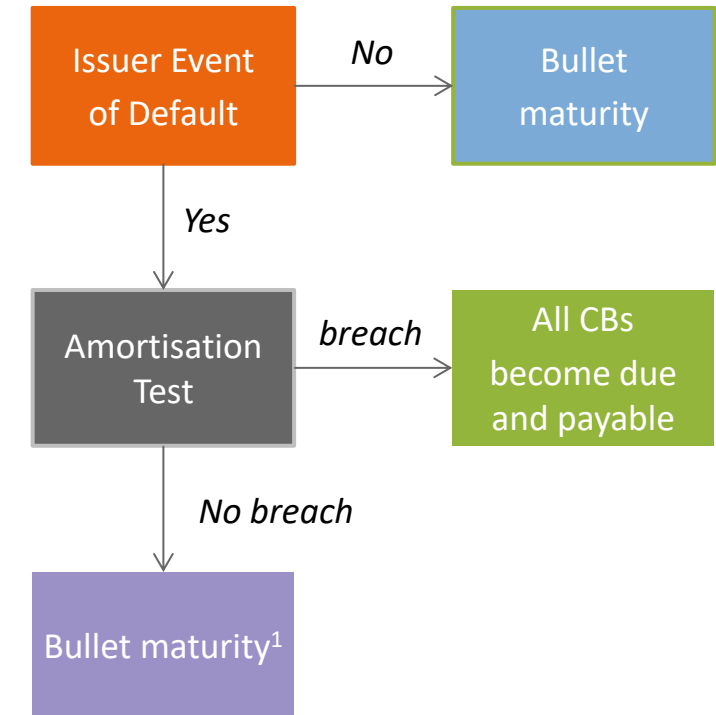 Issuer Event
of Default
No
Bullet
maturity
Yes
Amortisation
Test
breach
All CBs
become due
and payable
No breach
Bullet maturity¹